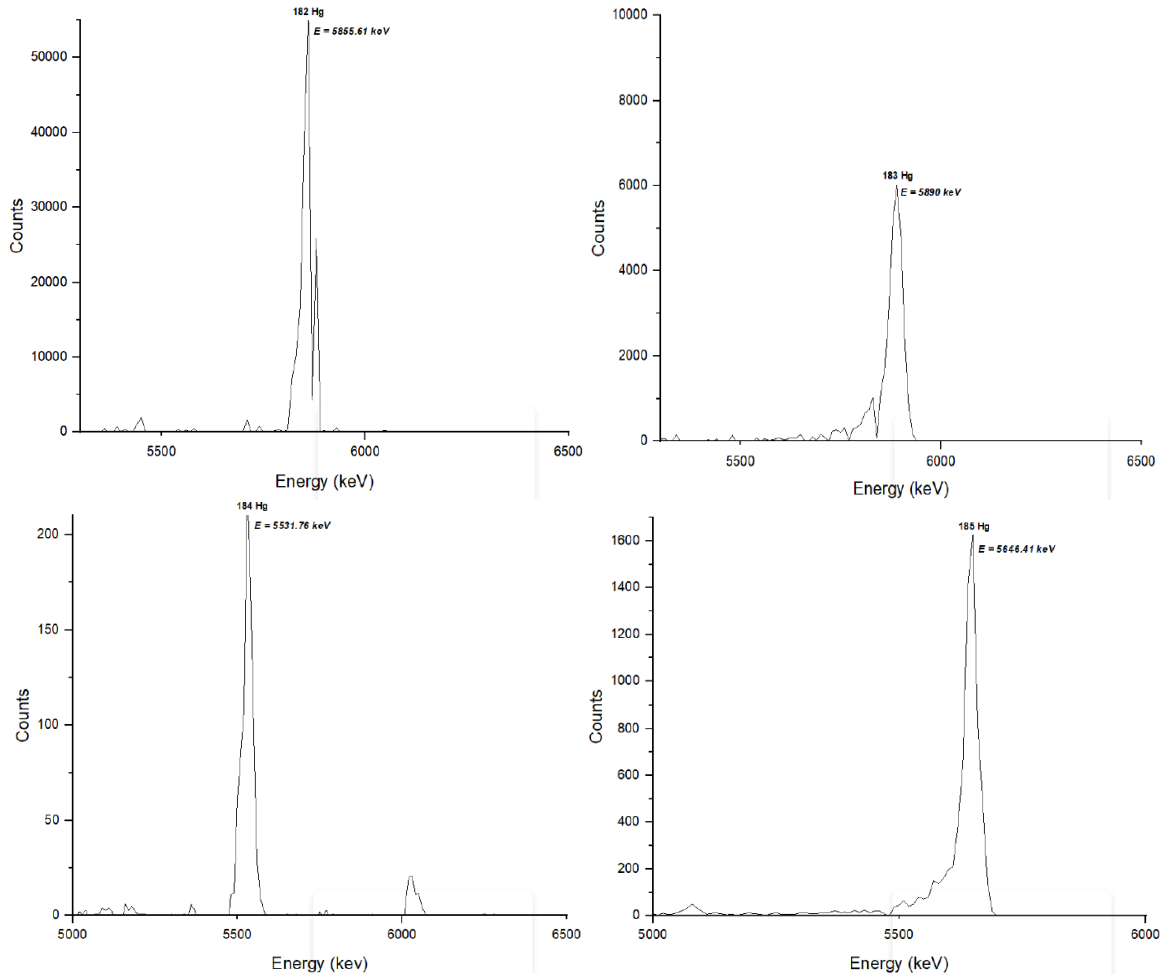 182 Hg
E = 5855.61 koV
50000
40000
30000
20000
10000
0
Counts
5500
6000
6500
Energy (keV)
10000
8000
6000
4000
2000
0
Counts
183 Hg
E = 5890 keV
5500
6000
6500
Energy (keV)
184 Hg
E = 5531.76 keV
200
150
100
50
0
Counts
5000
5500
6000
6500
Energy (kev)
185 Hg
E = 5646.41 keV
1600
1400
1200
1000
800
600
400
200
0
Counts
5000
5500
6000
Energy (keV)